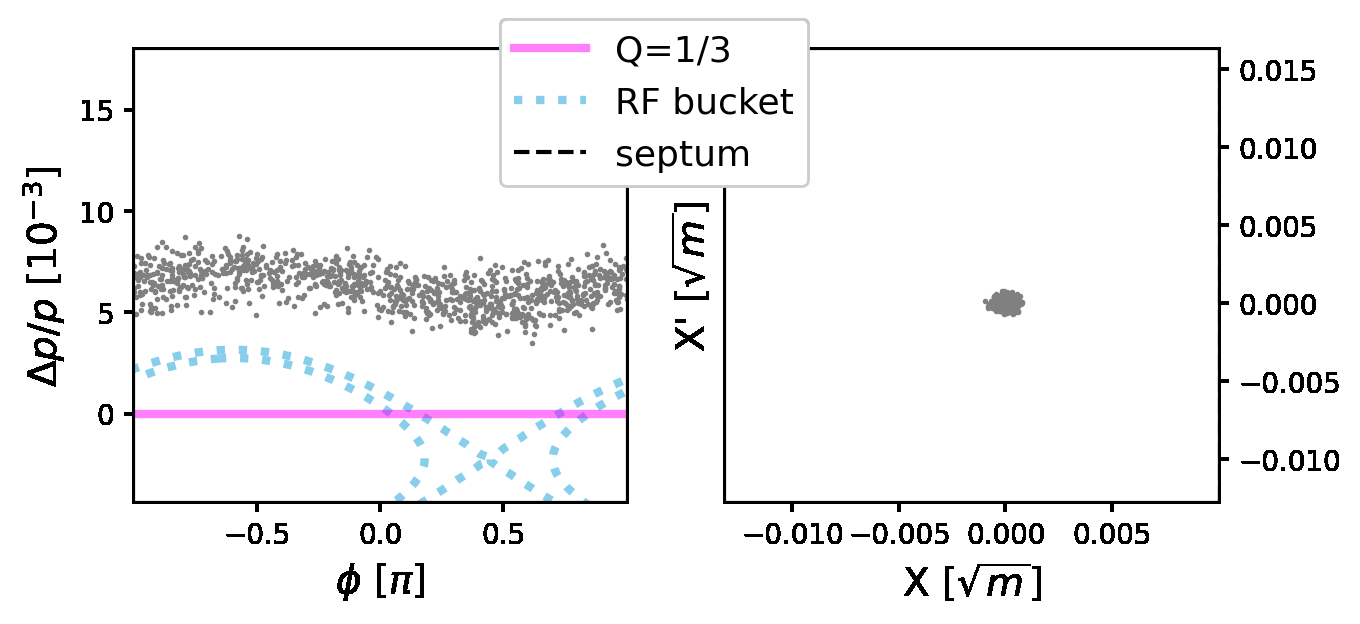 Q=1/3
RF bucket
septum
15
10
5
0
Δp/p [10⁻³]
−0.5
0.0
0.5
ϕ [π]
0.015
0.010
0.005
0.000
−0.005
−0.010
X' [√m]
−0.010
−0.005
0.000
0.005
X [√m]